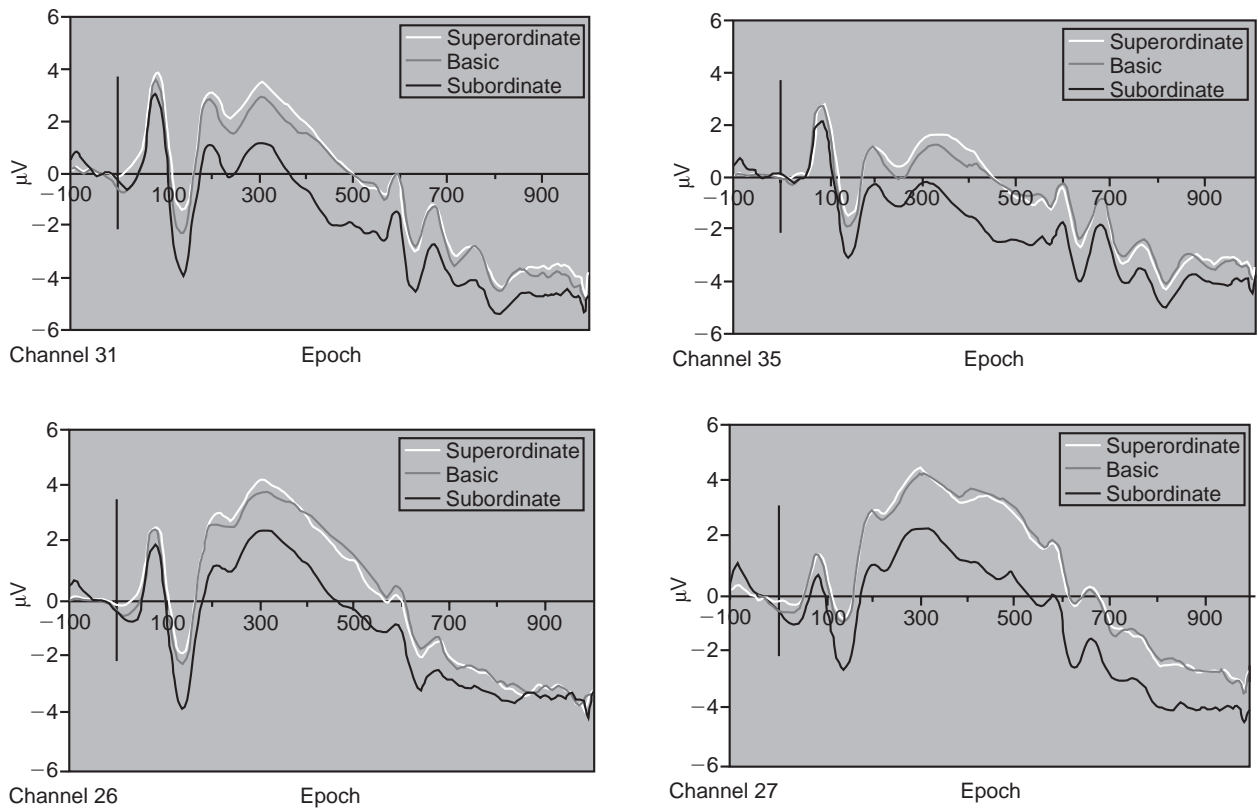 6
4
2
0
−2
−4
−6
μV
−100
100
300
500
700
900
Superordinate
Basic
Subordinate
Channel 31
Epoch
6
4
2
0
−2
−4
−6
μV
−100
100
300
500
700
900
Superordinate
Basic
Subordinate
Channel 35
Epoch
6
4
2
0
−2
−4
−6
μV
−100
100
300
500
700
900
Superordinate
Basic
Subordinate
Channel 26
Epoch
6
4
2
0
−2
−4
−6
μV
−100
100
300
500
700
900
Superordinate
Basic
Subordinate
Channel 27
Epoch